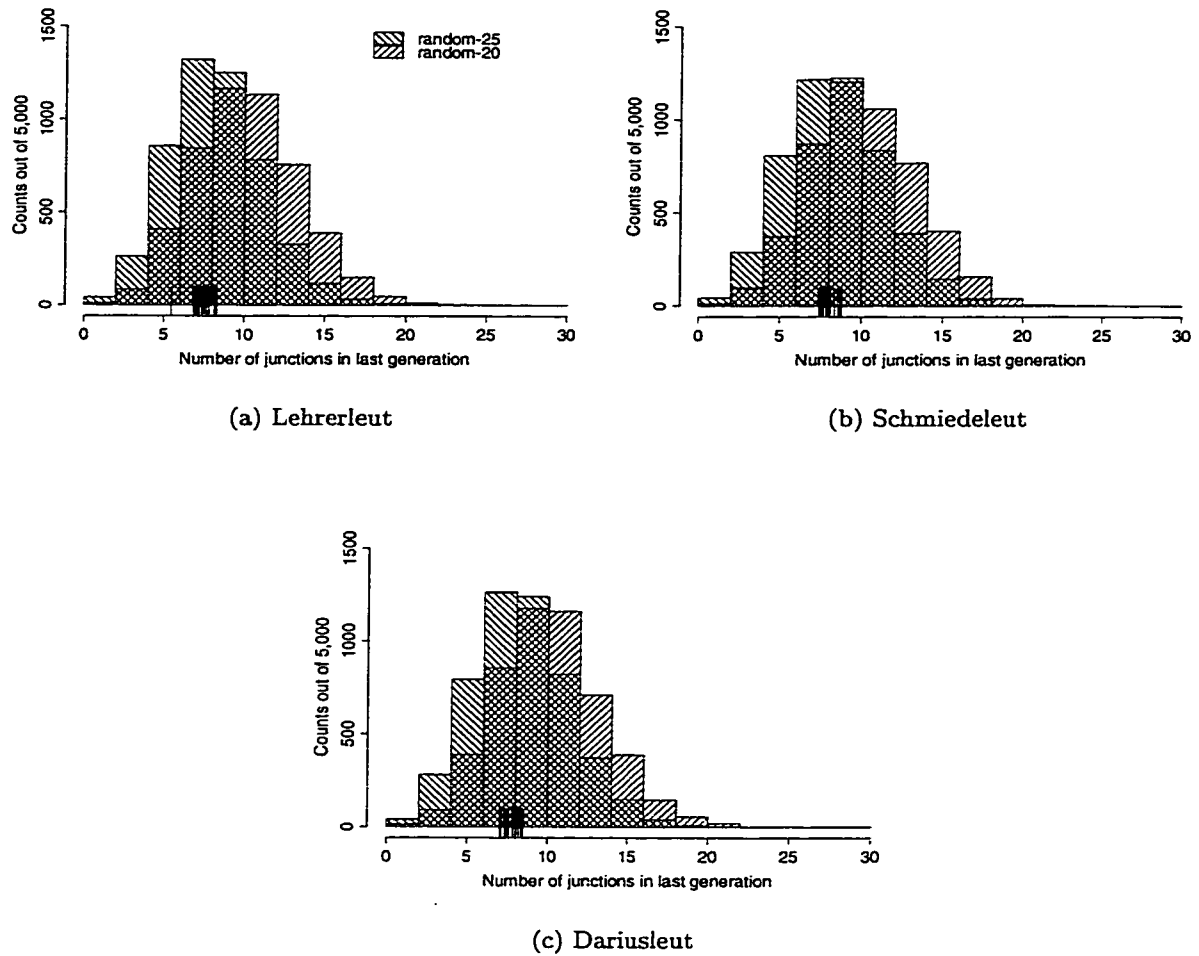 1500
1000
500
0
Counts out of 5,000
random-25
random-20
0 5 10 15 20 25 30
Number of junctions in last generation
(a) Lehrerleut
1500
1000
500
0
Counts out of 5,000
0 5 10 15 20 25 30
Number of junctions in last generation
(b) Schmiedeleut
1500
1000
500
0
Counts out of 5,000
0 5 10 15 20 25 30
Number of junctions in last generation
(c) Dariusleut